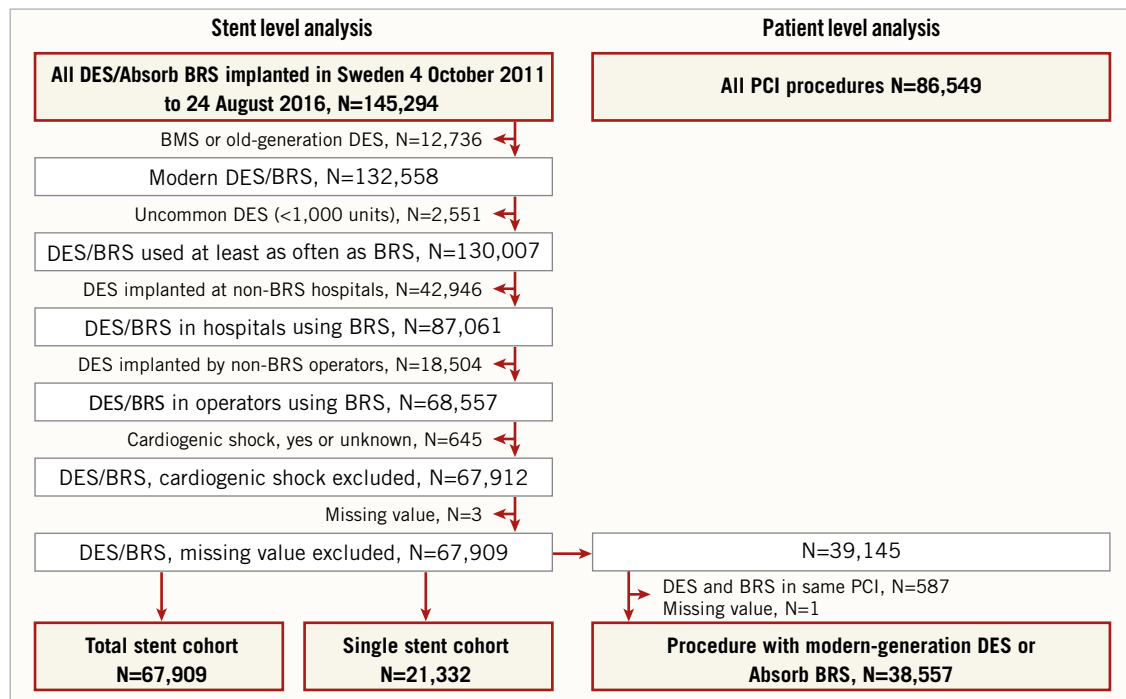 Stent level analysis
Patient level analysis
All DES/Absorb BRS implanted in Sweden 4 October 2011
to 24 August 2016, N=145,294
All PCI procedures N=86,549
BMS or old-generation DES, N=12,736
Modern DES/BRS, N=132,558
Uncommon DES (<1,000 units), N=2,551
DES/BRS used at least as often as BRS, N=130,007
DES implanted at non-BRS hospitals, N=42,946
DES/BRS in hospitals using BRS, N=87,061
DES implanted by non-BRS operators, N=18,504
DES/BRS in operators using BRS, N=68,557
Cardiogenic shock, yes or unknown, N=645
DES/BRS, cardiogenic shock excluded, N=67,912
Missing value, N=3
DES/BRS, missing value excluded, N=67,909
N=39,145
DES and BRS in same PCI, N=587
Missing value, N=1
Total stent cohort
N=67,909
Single stent cohort
N=21,332
Procedure with modern-generation DES or
Absorb BRS, N=38,557